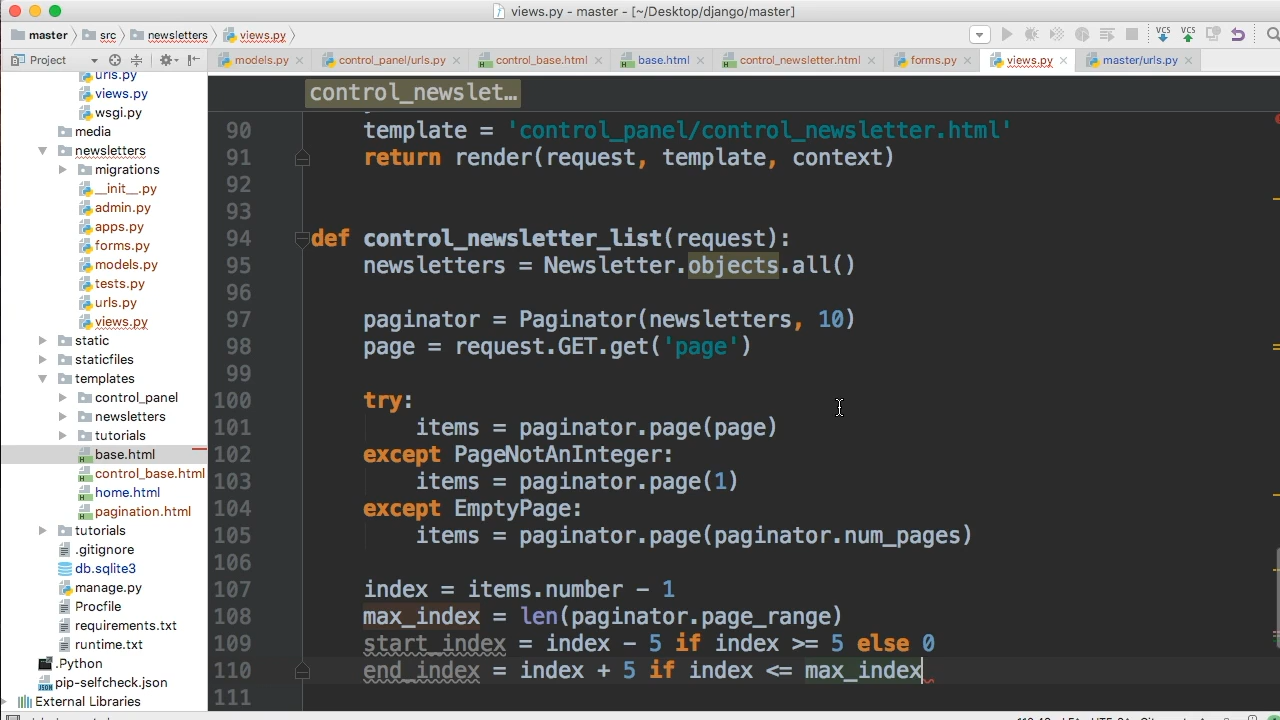 views.py - master - [~/Desktop/django/master]
master src newsletters views.py
Project models.py control_panel/urls.py control_base.html base.html control_newsletter.html forms.py views.py master/urls.py
urls.py
views.py
wsgi.py
media
newsletters
migrations
__init__.py
admin.py
apps.py
forms.py
models.py
tests.py
urls.py
views.py
static
staticfiles
templates
control_panel
newsletters
tutorials
base.html
control_base.html
home.html
pagination.html
tutorials
.gitignore
db.sqlite3
manage.py
Procfile
requirements.txt
runtime.txt
.Python
pip-selfcheck.json
External Libraries
control_newslet…
90 template = 'control_panel/control_newsletter.html'
91 return render(request, template, context)
92
93
94 def control_newsletter_list(request):
95 newsletters = Newsletter.objects.all()
96
97 paginator = Paginator(newsletters, 10)
98 page = request.GET.get('page')
99
100 try:
101 items = paginator.page(page)
102 except PageNotAnInteger:
103 items = paginator.page(1)
104 except EmptyPage:
105 items = paginator.page(paginator.num_pages)
106
107 index = items.number - 1
108 max_index = len(paginator.page_range)
109 start_index = index - 5 if index >= 5 else 0
110 end_index = index + 5 if index <= max_index
111